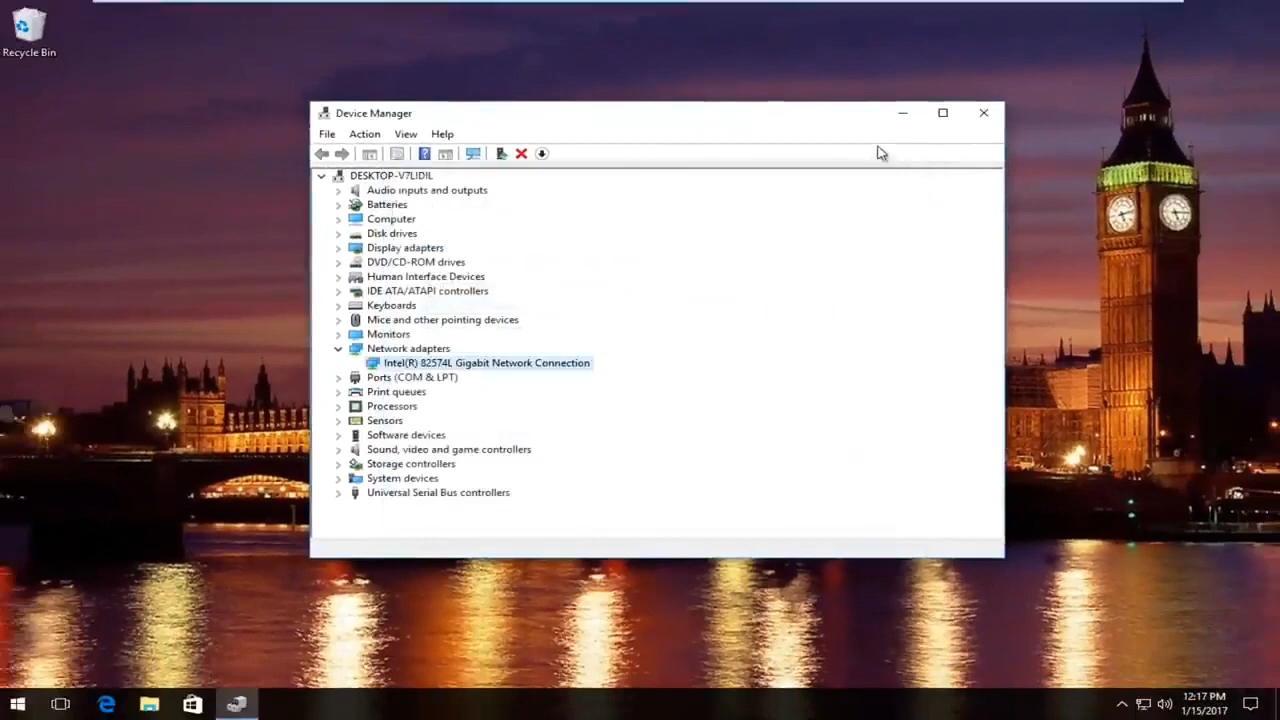 Recycle Bin
Device Manager
File Action View Help
DESKTOP-V7LIDIL
Audio inputs and outputs
Batteries
Computer
Disk drives
Display adapters
DVD/CD-ROM drives
Human Interface Devices
IDE ATA/ATAPI controllers
Keyboards
Mice and other pointing devices
Monitors
Network adapters
Intel(R) 82574L Gigabit Network Connection
Ports (COM & LPT)
Print queues
Processors
Sensors
Software devices
Sound, video and game controllers
Storage controllers
System devices
Universal Serial Bus controllers
12:17 PM
1/15/2017